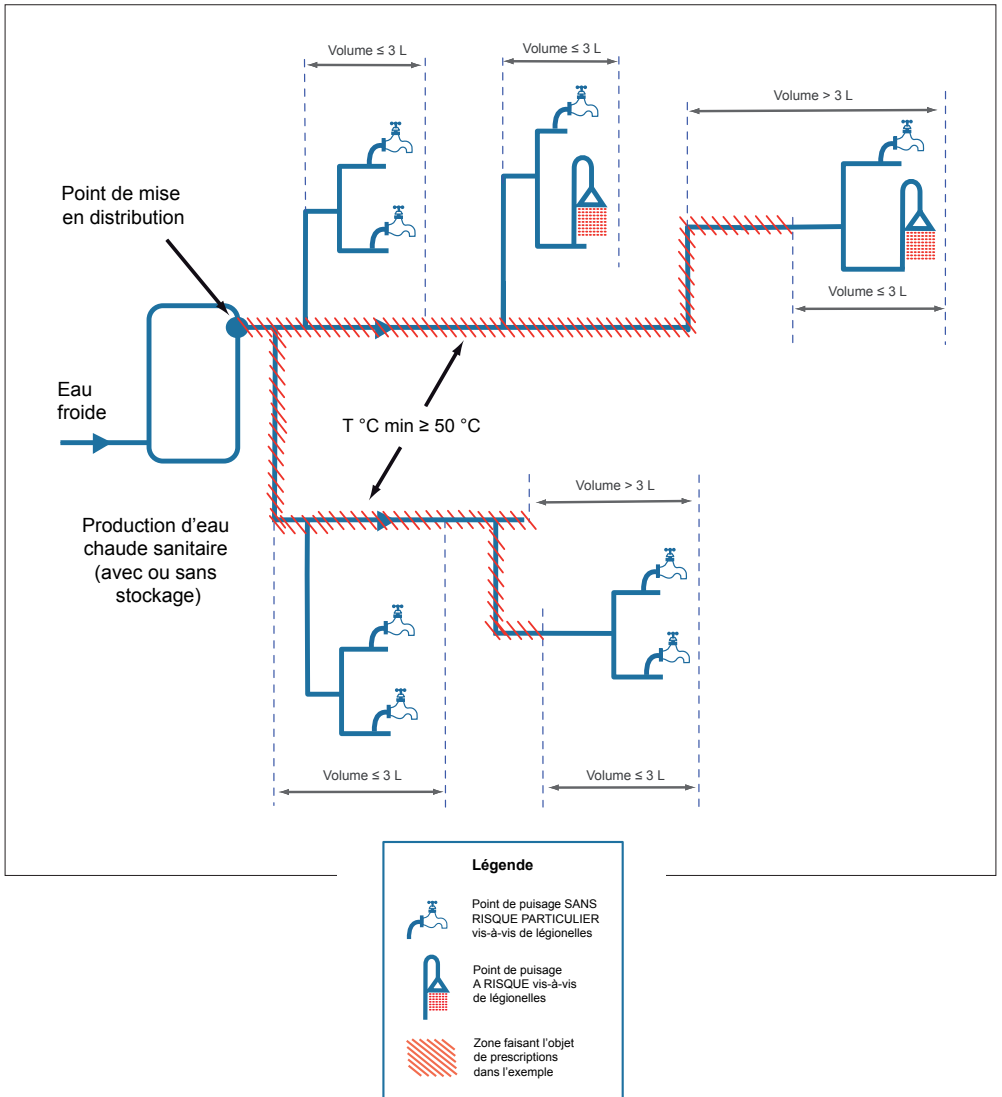 Volume ≤ 3 L
Volume ≤ 3 L
Volume > 3 L
Point de mise
en distribution
Volume ≤ 3 L
Eau
froide
T °C min ≥ 50 °C
Volume > 3 L
Production d’eau
chaude sanitaire
(avec ou sans
stockage)
Volume ≤ 3 L
Volume ≤ 3 L
Légende
Point de puisage SANS
RISQUE PARTICULIER
vis-à-vis de légionelles
Point de puisage
A RISQUE vis-à-vis
de légionelles
Zone faisant l’objet
de prescriptions
dans l’exemple